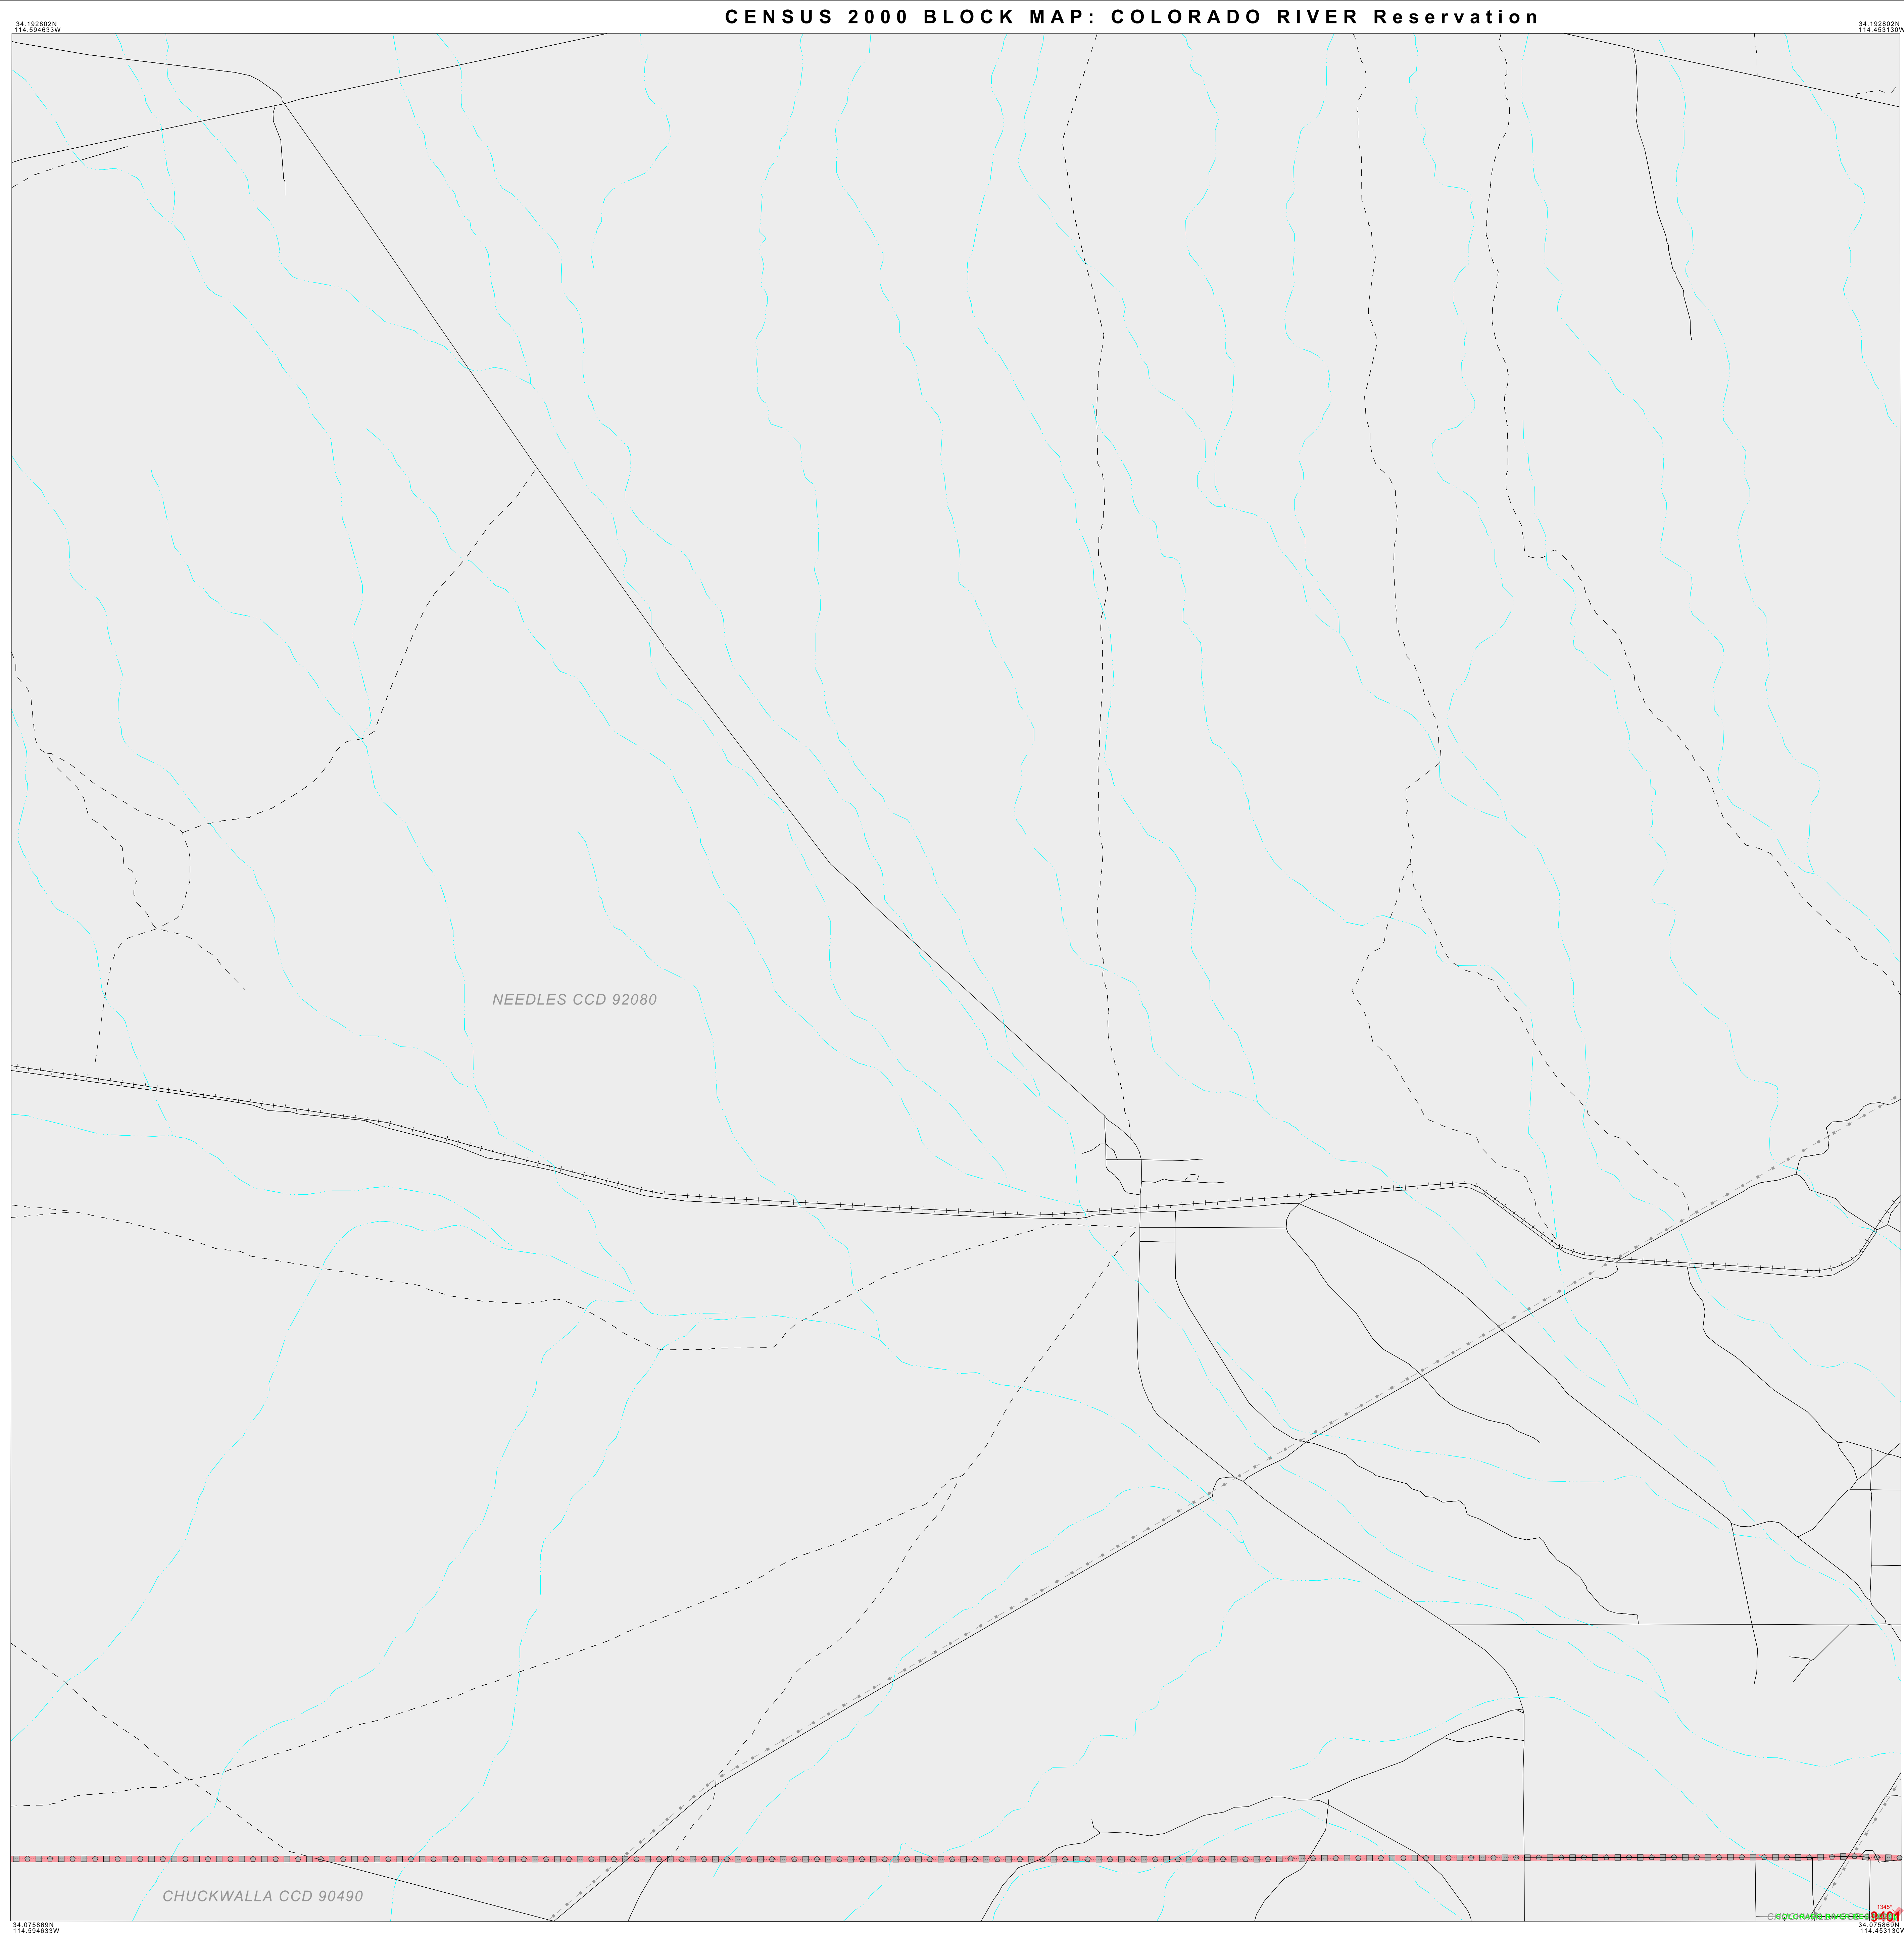 CENSUS 2000 BLOCK MAP: COLORADO RIVER Reservation
34.192802N
114.594633W
34.192802N
114.453130W
NEEDLES CCD 92080
CHUCKWALLA CCD 90490
1345*
9401
34.075869N
114.594633W
34.075869N
114.453130W